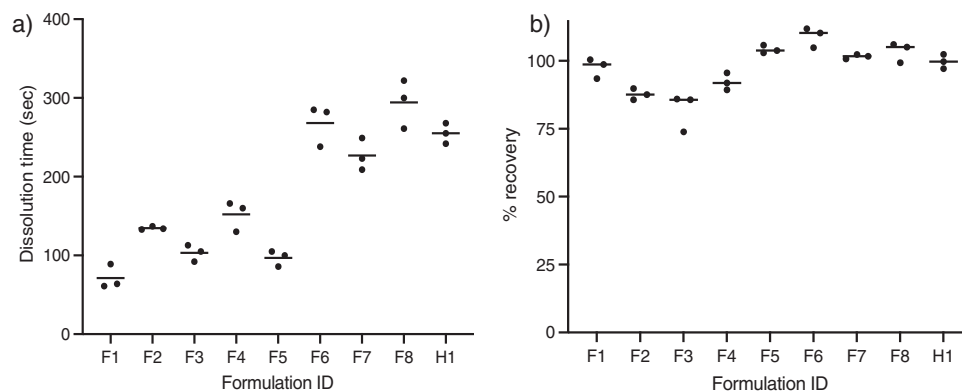 a)
Dissolution time (sec)
400
300
200
100
0
F1 F2 F3 F4 F5 F6 F7 F8 H1
Formulation ID
b)
% recovery
100
75
50
25
0
F1 F2 F3 F4 F5 F6 F7 F8 H1
Formulation ID